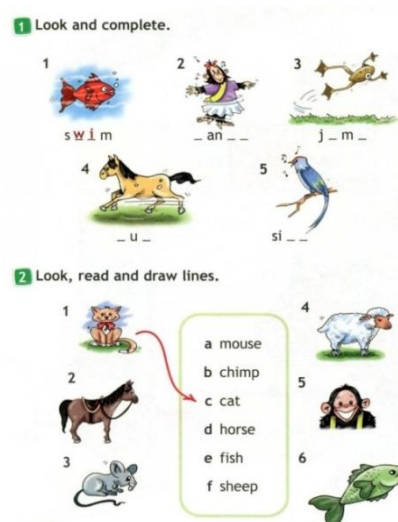 1 Look and complete.
1 2 3
s w i m _ an _ _ j _ m _
4 5
_ u _ si _ _
2 Look, read and draw lines.
1 4
a mouse
b chimp
2 5
c cat
d horse
3 6
e fish
f sheep